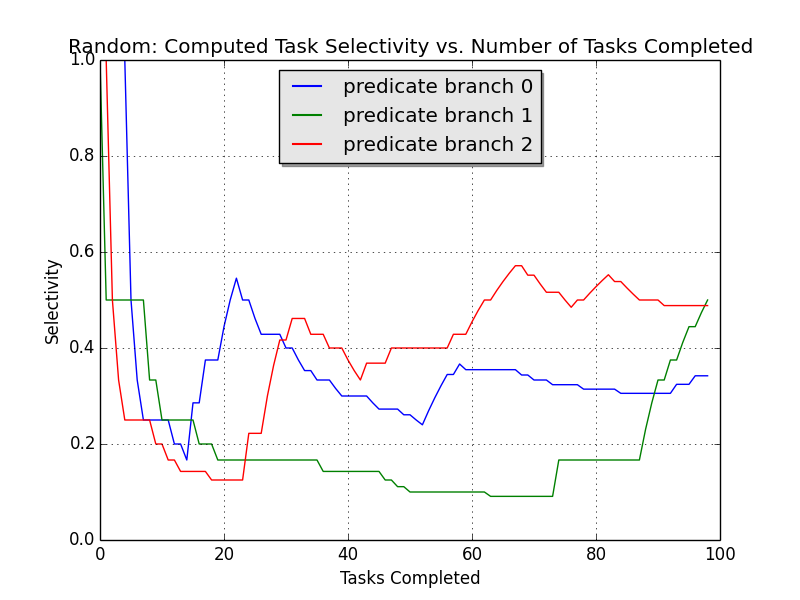 Random: Computed Task Selectivity vs. Number of Tasks Completed
1.0
predicate branch 0
predicate branch 1
predicate branch 2
0.8
0.6
Selectivity
0.4
0.2
0.0
0 20 40 60 80 100
Tasks Completed